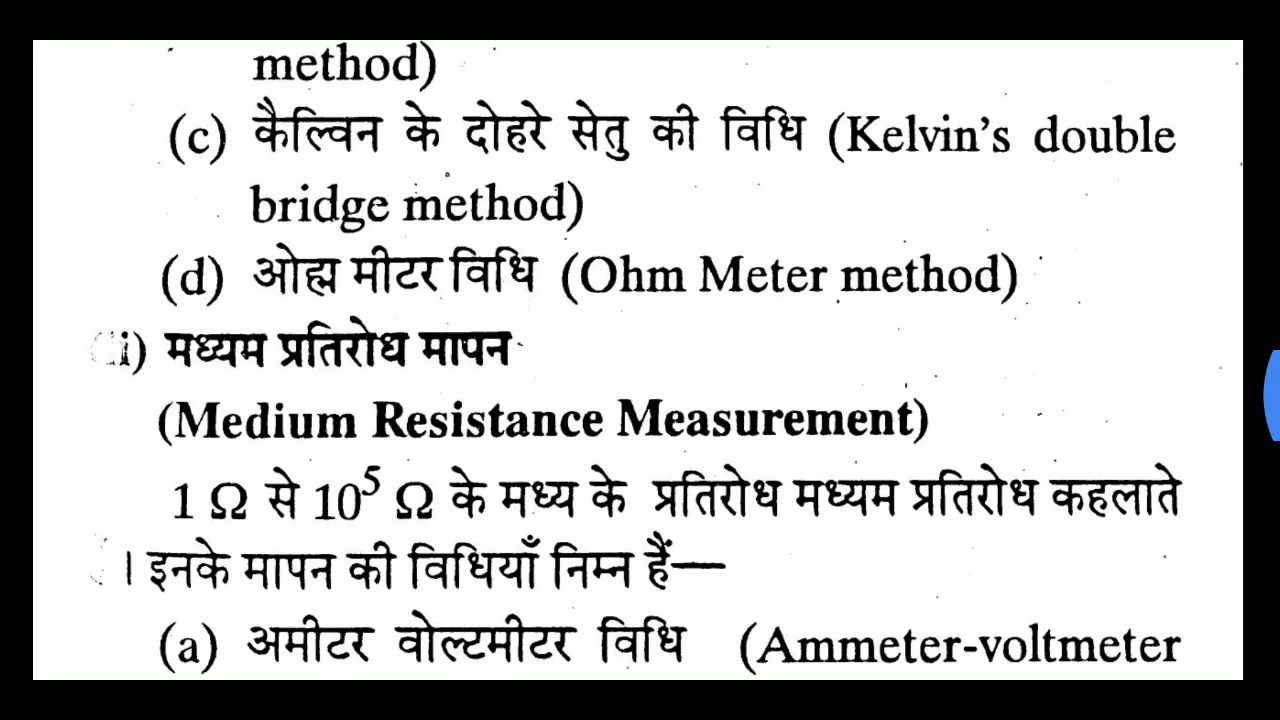 method)
(c) कैल्विन के दोहरे सेतु की विधि (Kelvin's double
bridge method)
(d) ओह्म मीटर विधि (Ohm Meter method)
i) मध्यम प्रतिरोध मापन
(Medium Resistance Measurement)
1 Ω से 10⁵ Ω के मध्य के प्रतिरोध मध्यम प्रतिरोध कहलाते
। इनके मापन की विधियाँ निम्न हैं—
(a) अमीटर वोल्टमीटर विधि (Ammeter-voltmeter